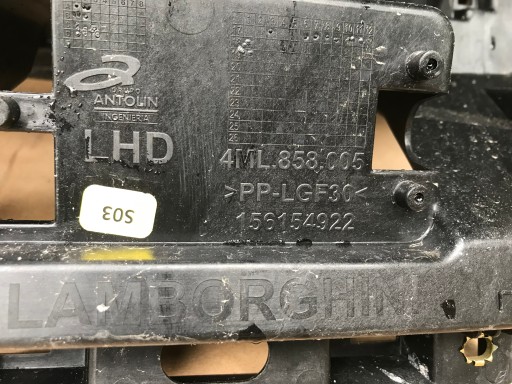 GRUPO
ANTOLIN
INGENIERIA
LHD
4ML.858.005
>PP-LGF30<
156154922
S03
LAMBORGHINI